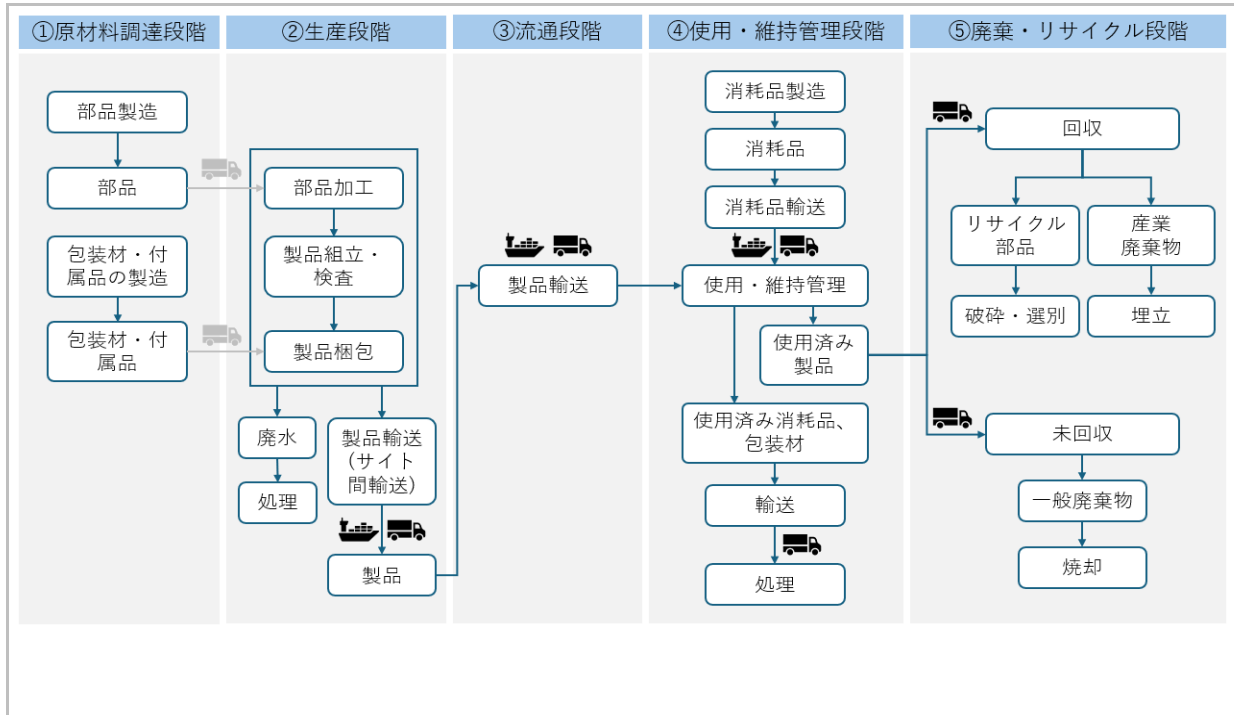 ①原材料調達段階
②生産段階
③流通段階
④使用・維持管理段階
⑤廃棄・リサイクル段階
部品製造
部品
包装材・付
属品の製造
包装材・付
属品
部品加工
製品組立・
検査
製品梱包
廃水
処理
製品輸送
(サイト
間輸送)
製品
製品輸送
消耗品製造
消耗品
消耗品輸送
使用・維持管理
使用済み
製品
使用済み消耗品、
包装材
輸送
処理
回収
リサイクル
部品
産業
廃棄物
破砕・選別
埋立
未回収
一般廃棄物
焼却